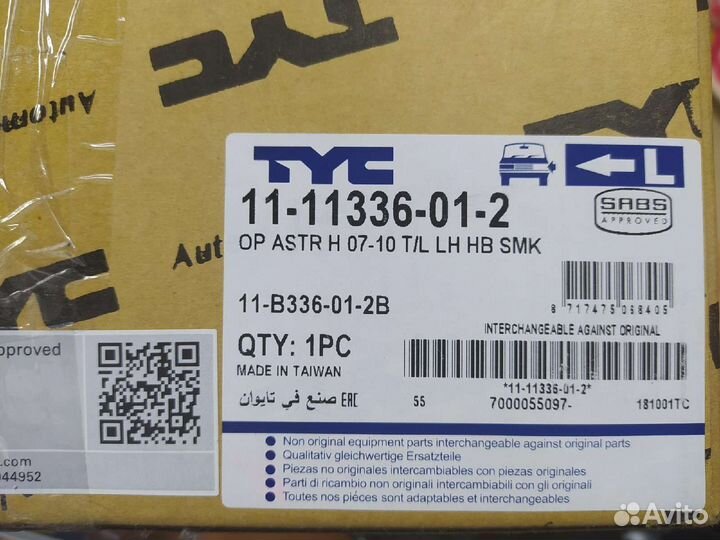 TYC
Autom
Aut
TYC
L
11-11336-01-2
SABS
APPROVED
OP ASTR H 07-10 T/L LH HB SMK
11-B336-01-2B
8 717475 068405
INTERCHANGEABLE AGAINST ORIGINAL
QTY: 1PC
MADE IN TAIWAN
*11-11336-01-2*
صنع في تايوان EAC
55
7000055097-
181001TC
Non original equipment parts interchangeable against original parts
Qualitativ gleichwertige Ersatzteile
Piezas no originales intercambiables con piezas originales
Parti di ricambio non originali intercambiabili con gli originali
Toutes nos piéces sont adaptables et interchangeables
pproved
.com
044952
Avito